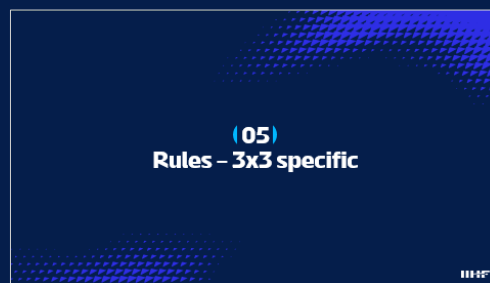 (05)
Rules – 3x3 specific
IIHF